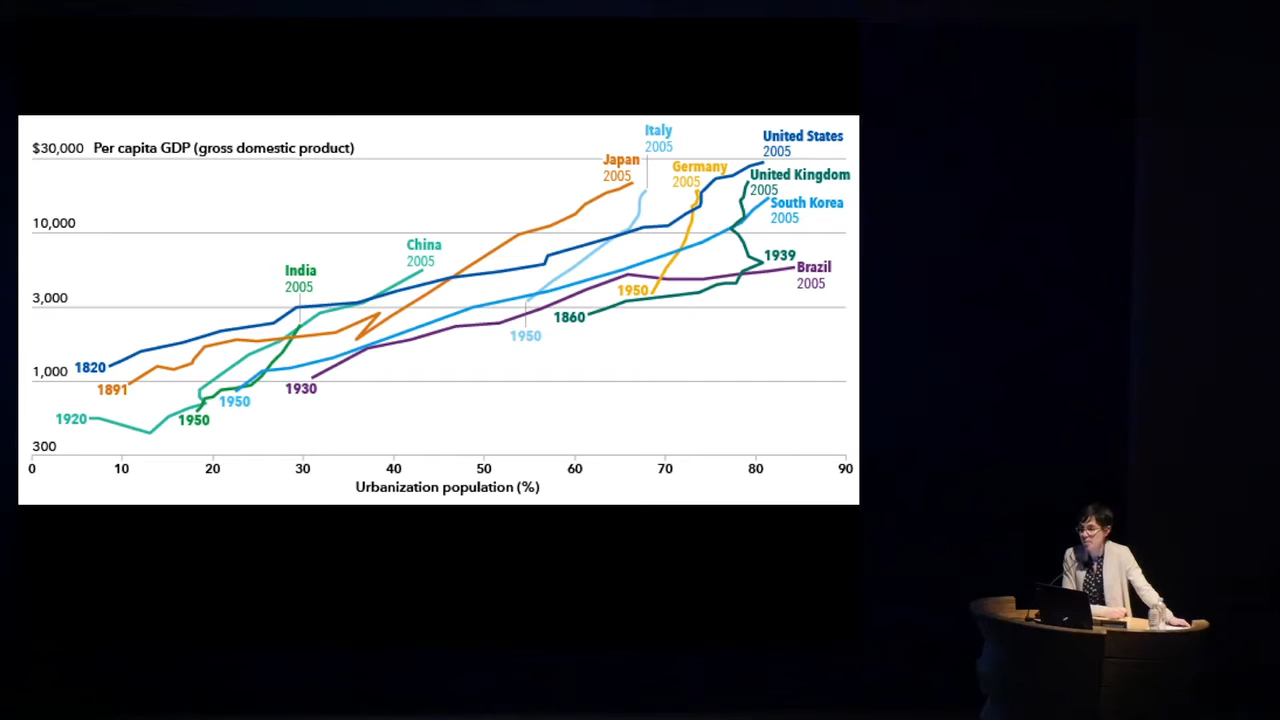 $30,000 Per capita GDP (gross domestic product)
Italy
2005
United States
2005
Japan
2005
Germany
2005
United Kingdom
2005
South Korea
2005
10,000
China
2005
1939
Brazil
2005
India
2005
1950
3,000
1860
1950
1820
1,000
1891
1930
1950
1920
1950
300
0 10 20 30 40 50 60 70 80 90
Urbanization population (%)